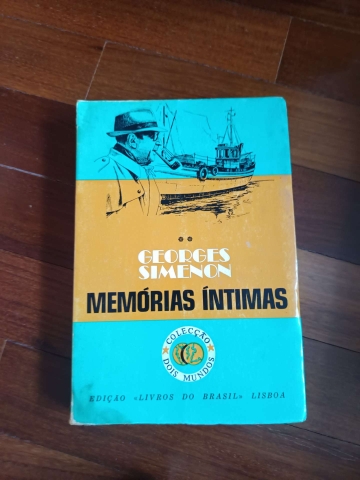 GEORGES
SIMENON
MEMÓRIAS ÍNTIMAS
COLECÇÃO
DOIS MUNDOS
EDIÇÃO «LIVROS DO BRASIL» LISBOA